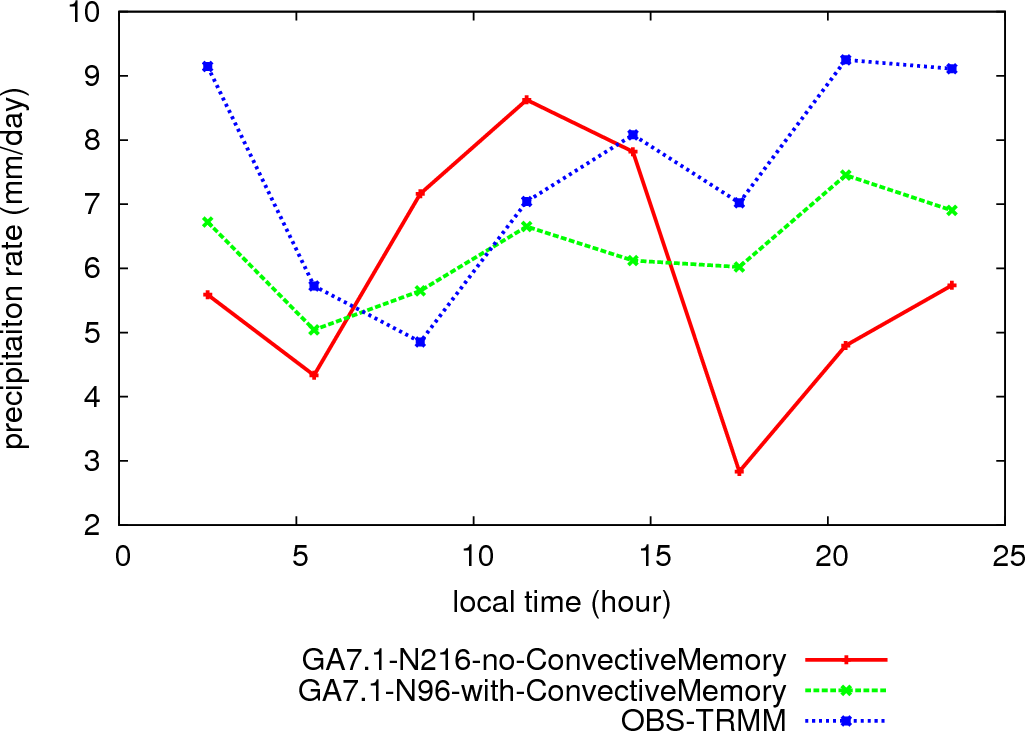 10
9
8
7
6
5
4
3
2
precipitaiton rate (mm/day)
0 5 10 15 20 25
local time (hour)
GA7.1-N216-no-ConvectiveMemory
GA7.1-N96-with-ConvectiveMemory
OBS-TRMM